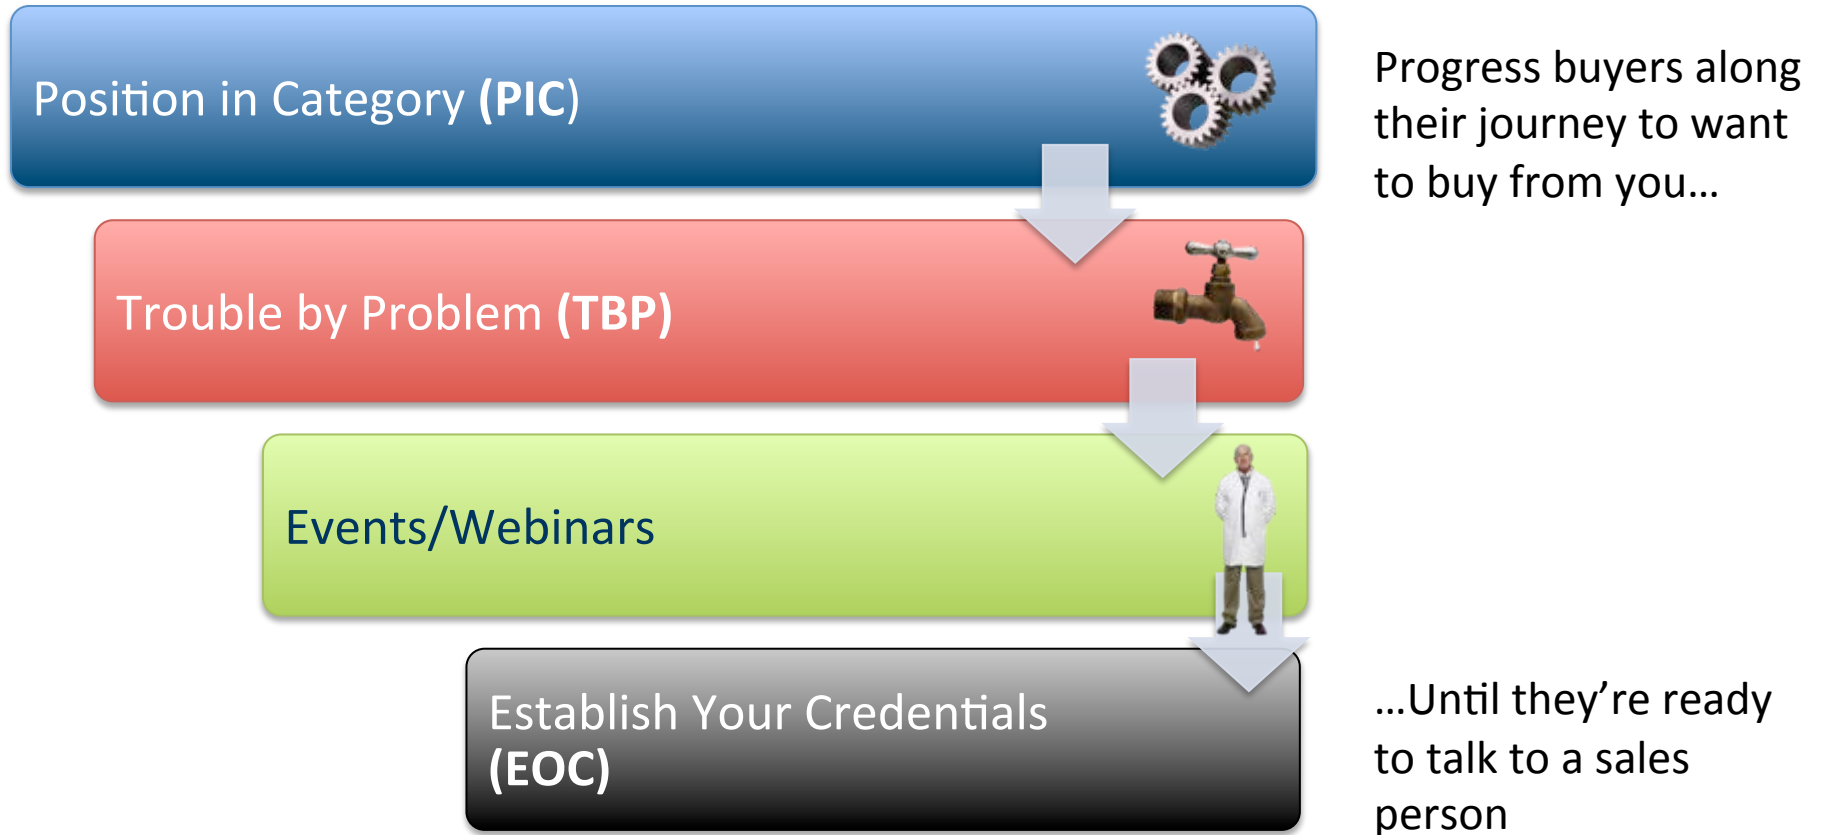 Position in Category (PIC)
Progress buyers along
their journey to want
to buy from you…
Trouble by Problem (TBP)
Events/Webinars
Establish Your Credentials
(EOC)
…Until they’re ready
to talk to a sales
person